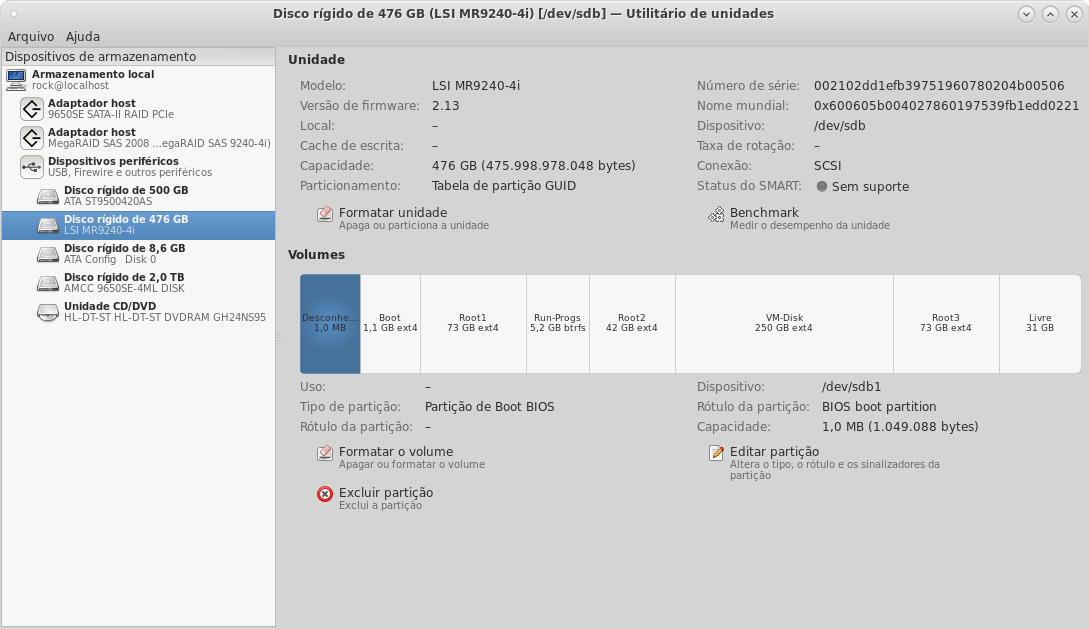 Disco rígido de 476 GB (LSI MR9240-4i) [/dev/sdb] — Utilitário de unidades
Arquivo Ajuda
Dispositivos de armazenamento
Armazenamento local
rock@localhost
Adaptador host
9650SE SATA-II RAID PCIe
Adaptador host
MegaRAID SAS 2008 ...egaRAID SAS 9240-4i)
Dispositivos periféricos
USB, Firewire e outros periféricos
Disco rígido de 500 GB
ATA ST9500420AS
Disco rígido de 476 GB
LSI MR9240-4i
Disco rígido de 8,6 GB
ATA Config Disk 0
Disco rígido de 2,0 TB
AMCC 9650SE-4ML DISK
Unidade CD/DVD
HL-DT-ST HL-DT-ST DVDRAM GH24NS95
Unidade
Modelo: LSI MR9240-4i
Número de série: 002102dd1efb39751960780204b00506
Versão de firmware: 2.13
Nome mundial: 0x600605b004027860197539fb1edd0221
Local: –
Dispositivo: /dev/sdb
Cache de escrita: –
Taxa de rotação: –
Capacidade: 476 GB (475.998.978.048 bytes)
Conexão: SCSI
Particionamento: Tabela de partição GUID
Status do SMART: Sem suporte
Formatar unidade
Apaga ou particiona a unidade
Benchmark
Medir o desempenho da unidade
Volumes
Desconhe...
1,0 MB
Boot
1,1 GB ext4
Root1
73 GB ext4
Run-Progs
5,2 GB btrfs
Root2
42 GB ext4
VM-Disk
250 GB ext4
Root3
73 GB ext4
Livre
31 GB
Uso: –
Dispositivo: /dev/sdb1
Tipo de partição: Partição de Boot BIOS
Rótulo da partição: BIOS boot partition
Rótulo da partição: –
Capacidade: 1,0 MB (1.049.088 bytes)
Formatar o volume
Apagar ou formatar o volume
Editar partição
Altera o tipo, o rótulo e os sinalizadores da
partição
Excluir partição
Exclui a partição